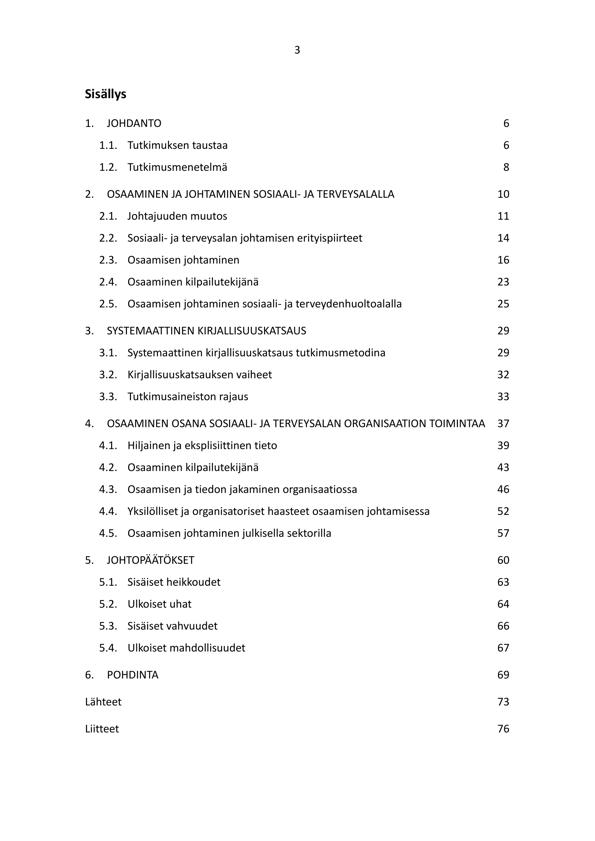 3
Sisällys
1. JOHDANTO 6
1.1. Tutkimuksen taustaa 6
1.2. Tutkimusmenetelmä 8
2. OSAAMINEN JA JOHTAMINEN SOSIAALI- JA TERVEYSALALLA 10
2.1. Johtajuuden muutos 11
2.2. Sosiaali- ja terveysalan johtamisen erityispiirteet 14
2.3. Osaamisen johtaminen 16
2.4. Osaaminen kilpailutekijänä 23
2.5. Osaamisen johtaminen sosiaali- ja terveydenhuoltoalalla 25
3. SYSTEMAATTINEN KIRJALLISUUSKATSAUS 29
3.1. Systemaattinen kirjallisuuskatsaus tutkimusmetodina 29
3.2. Kirjallisuuskatsauksen vaiheet 32
3.3. Tutkimusaineiston rajaus 33
4. OSAAMINEN OSANA SOSIAALI- JA TERVEYSALAN ORGANISAATION TOIMINTAA 37
4.1. Hiljainen ja eksplisiittinen tieto 39
4.2. Osaaminen kilpailutekijänä 43
4.3. Osaamisen ja tiedon jakaminen organisaatiossa 46
4.4. Yksilölliset ja organisatoriset haasteet osaamisen johtamisessa 52
4.5. Osaamisen johtaminen julkisella sektorilla 57
5. JOHTOPÄÄTÖKSET 60
5.1. Sisäiset heikkoudet 63
5.2. Ulkoiset uhat 64
5.3. Sisäiset vahvuudet 66
5.4. Ulkoiset mahdollisuudet 67
6. POHDINTA 69
Lähteet 73
Liitteet 76